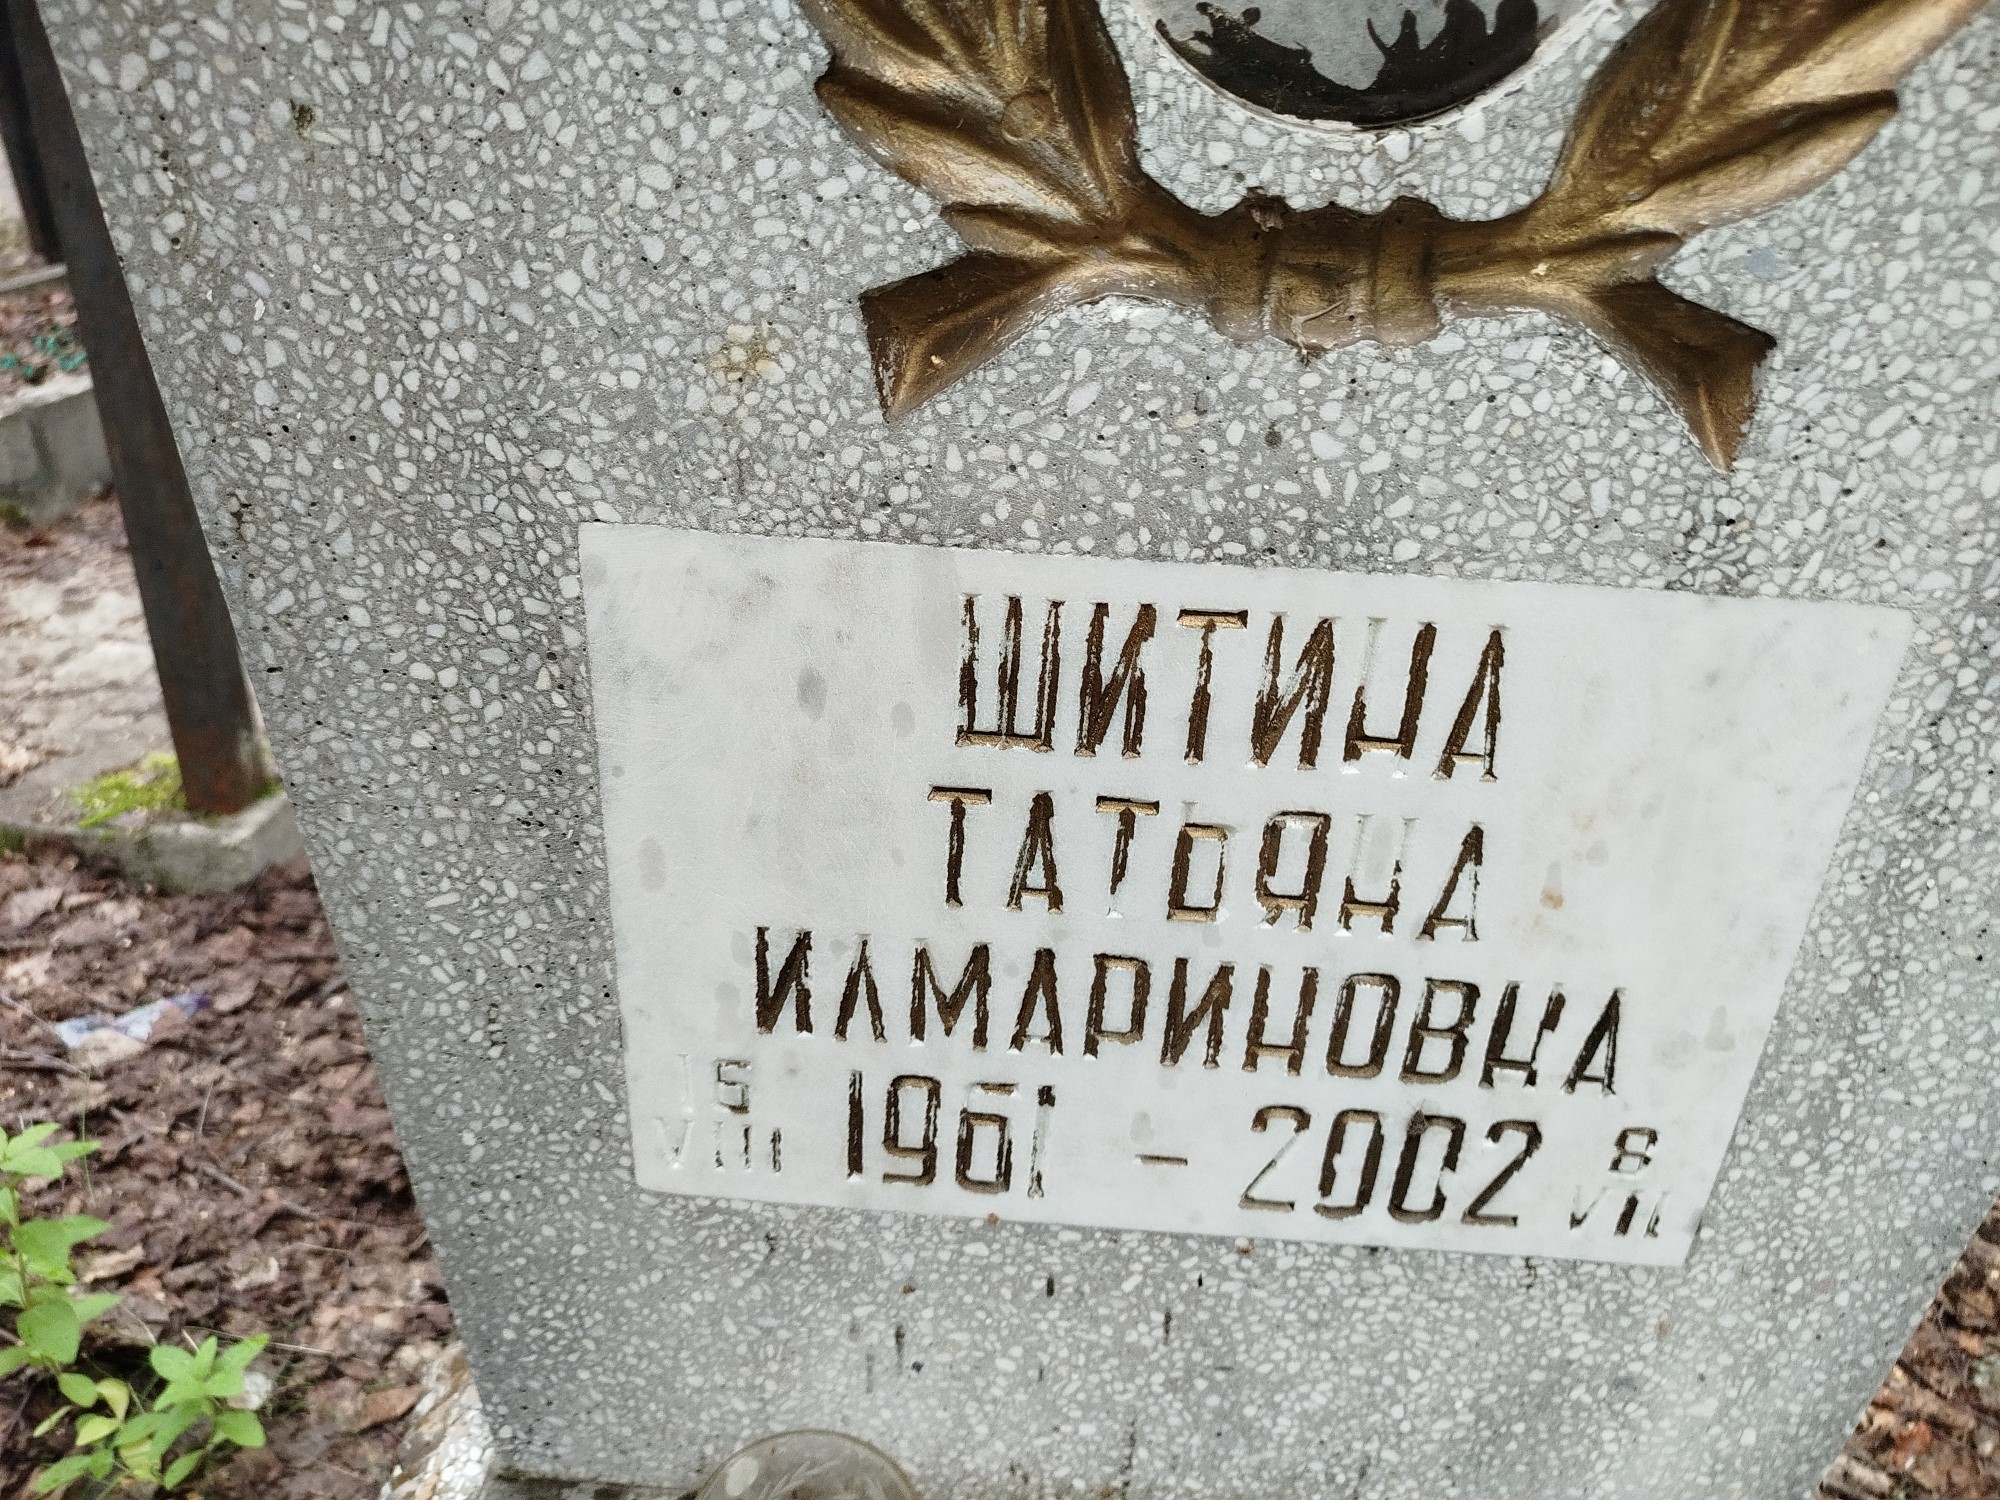 ШИТИНА
ТАТЬЯНА
ИЛМАРИНОВНА
15 VIII 1961 - 2002 8 VII